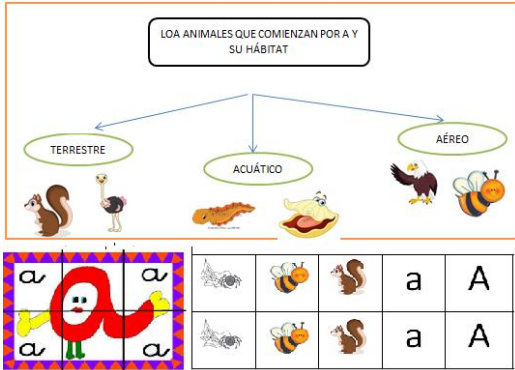 LOA ANIMALES QUE COMIENZAN POR A Y
SU HÁBITAT
TERRESTRE
ACUÁTICO
AÉREO
a a
a a
a A
a A